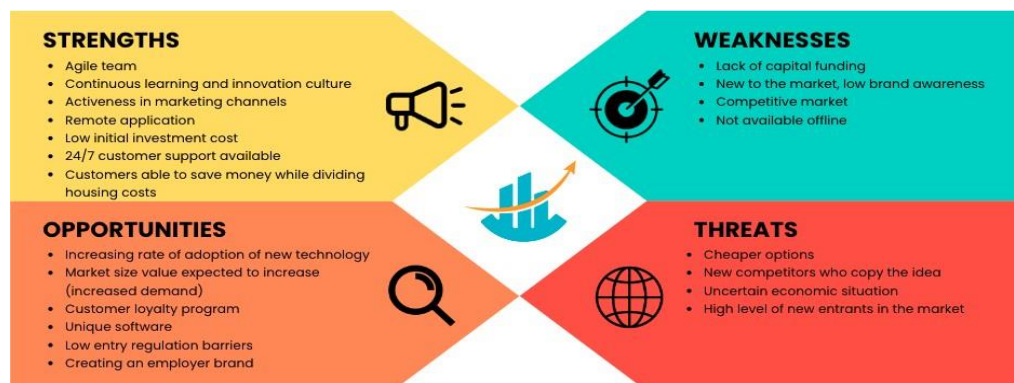 STRENGTHS
• Agile team
• Continuous learning and innovation culture
• Activeness in marketing channels
• Remote application
• Low initial investment cost
• 24/7 customer support available
• Customers able to save money while dividing
housing costs
WEAKNESSES
• Lack of capital funding
• New to the market, low brand awareness
• Competitive market
• Not available offline
OPPORTUNITIES
• Increasing rate of adoption of new technology
• Market size value expected to increase
(increased demand)
• Customer loyalty program
• Unique software
• Low entry regulation barriers
• Creating an employer brand
THREATS
• Cheaper options
• New competitors who copy the idea
• Uncertain economic situation
• High level of new entrants in the market